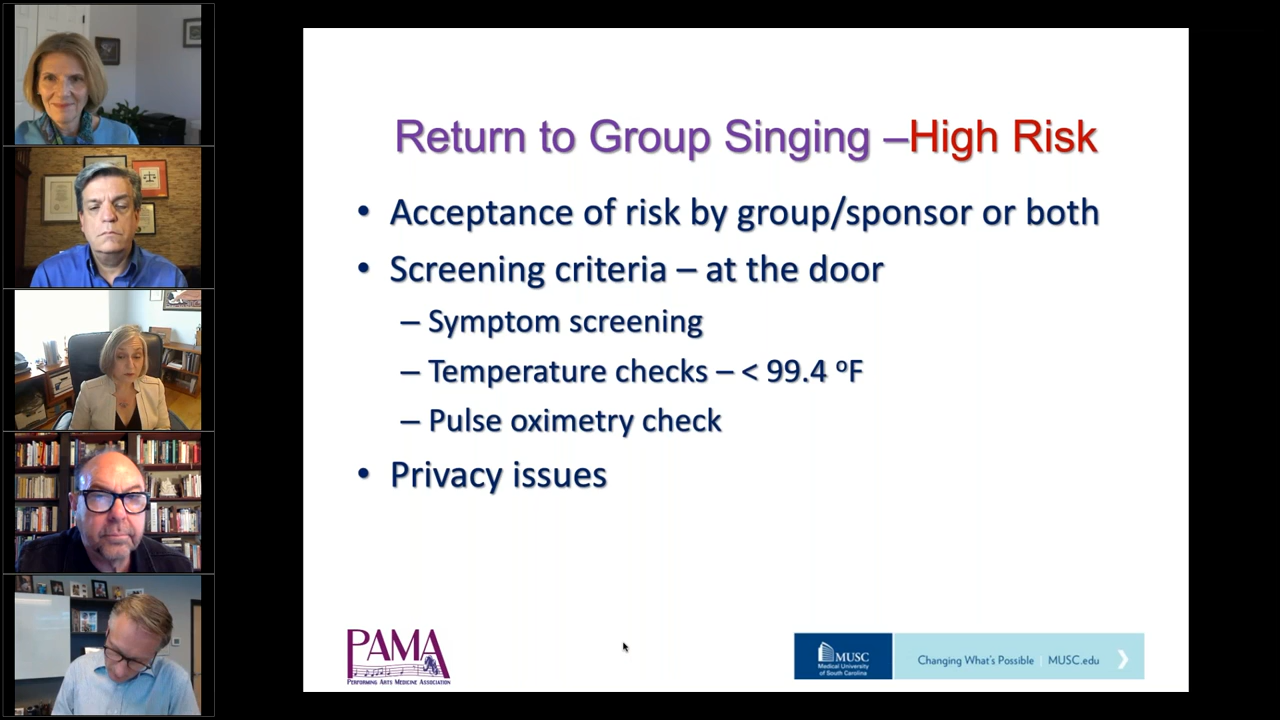 Return to Group Singing –High Risk
• Acceptance of risk by group/sponsor or both
• Screening criteria – at the door
– Symptom screening
– Temperature checks – < 99.4 ºF
– Pulse oximetry check
• Privacy issues
PAMA
PERFORMING ARTS MEDICINE ASSOCIATION
MUSC
Medical University
of South Carolina
Changing What's Possible | MUSC.edu